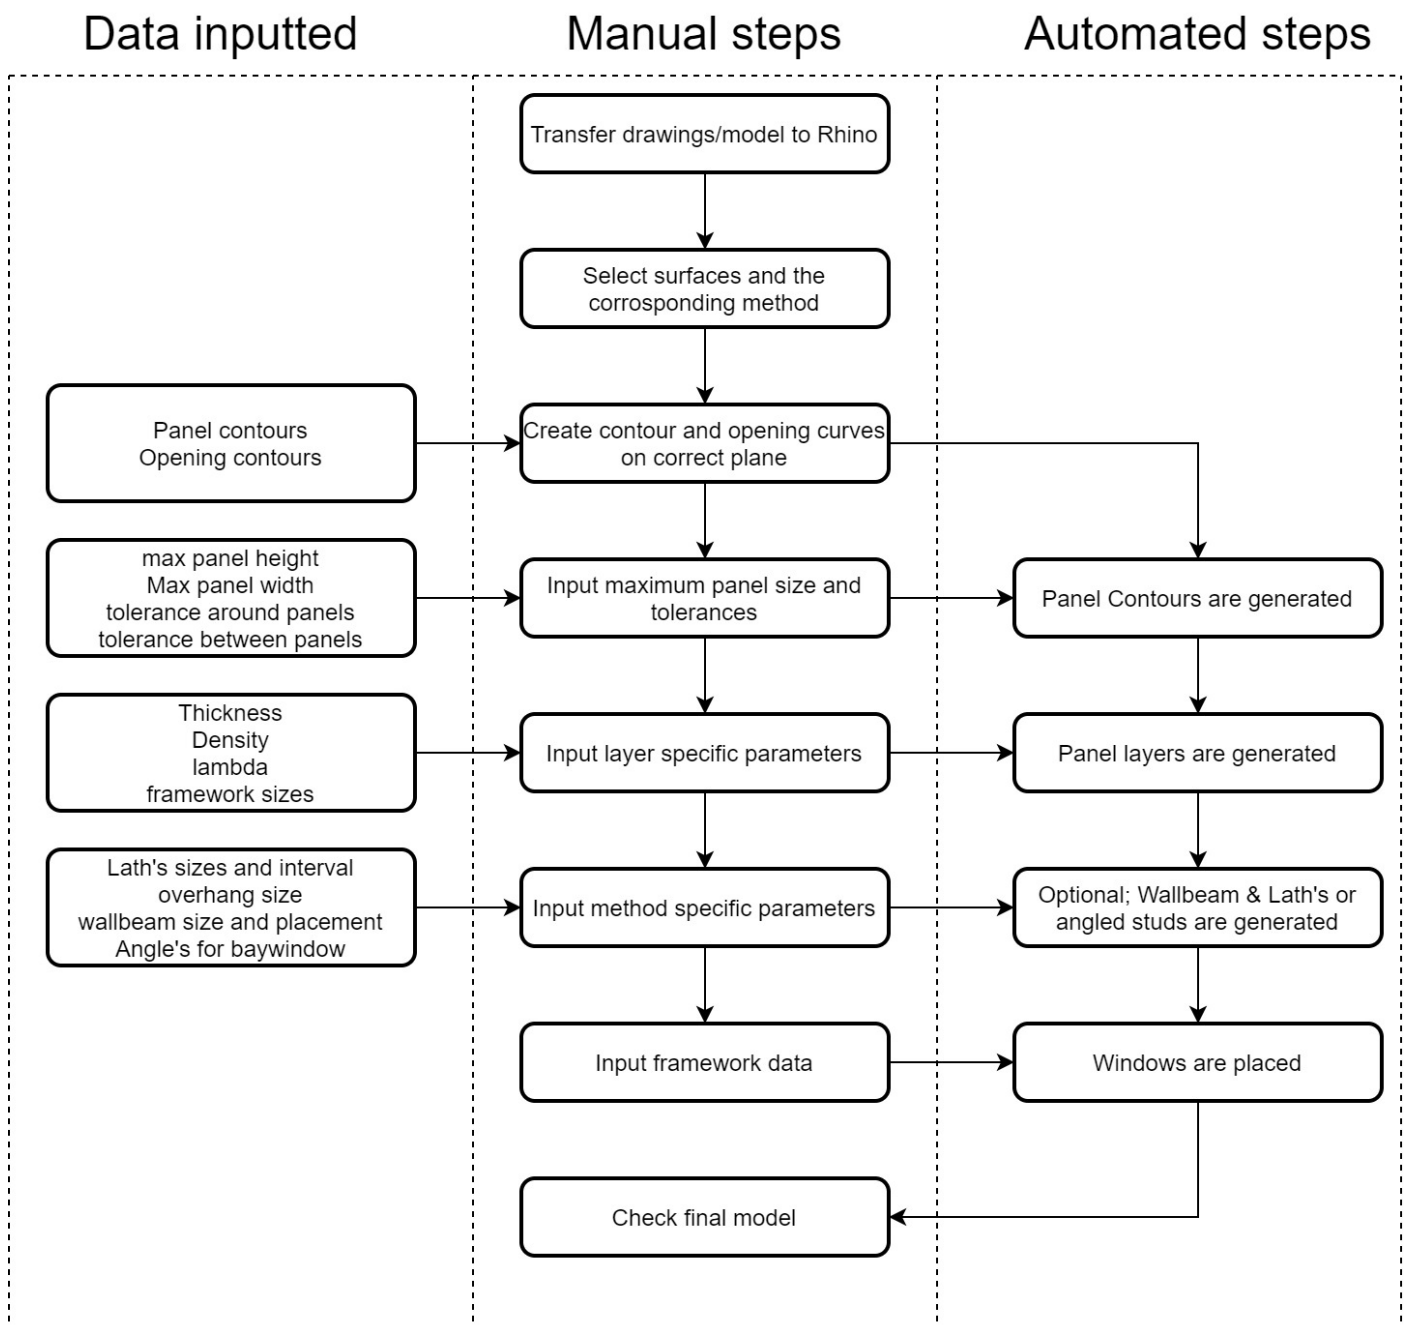 Data inputted
Manual steps
Automated steps
Transfer drawings/model to Rhino
Select surfaces and the
corrosponding method
Panel contours
Opening contours
Create contour and opening curves
on correct plane
max panel height
Max panel width
tolerance around panels
tolerance between panels
Input maximum panel size and
tolerances
Panel Contours are generated
Thickness
Density
lambda
framework sizes
Input layer specific parameters
Panel layers are generated
Lath's sizes and interval
overhang size
wallbeam size and placement
Angle's for baywindow
Input method specific parameters
Optional; Wallbeam & Lath's or
angled studs are generated
Input framework data
Windows are placed
Check final model